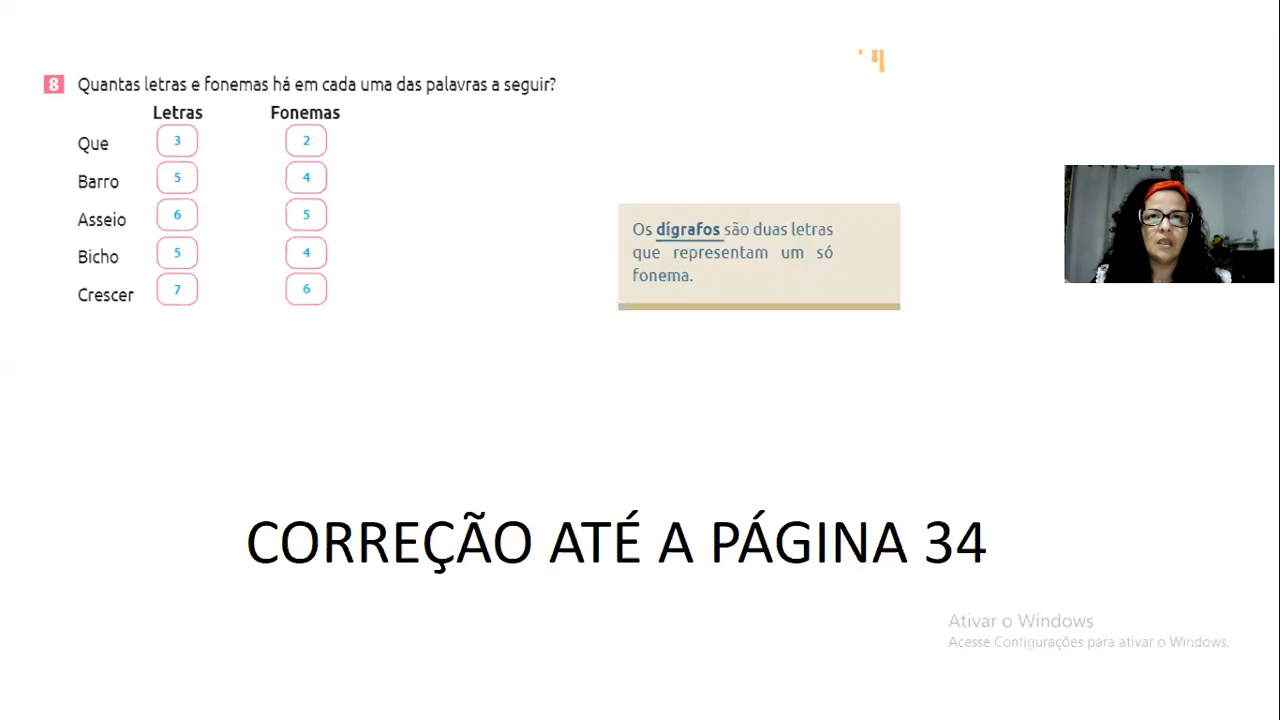 8 Quantas letras e fonemas há em cada uma das palavras a seguir?
Letras Fonemas
Que 3 2
Barro 5 4
Asseio 6 5
Bicho 5 4
Crescer 7 6
Os dígrafos são duas letras
que representam um só
fonema.
CORREÇÃO ATÉ A PÁGINA 34
Ativar o Windows
Acesse Configurações para ativar o Windows.